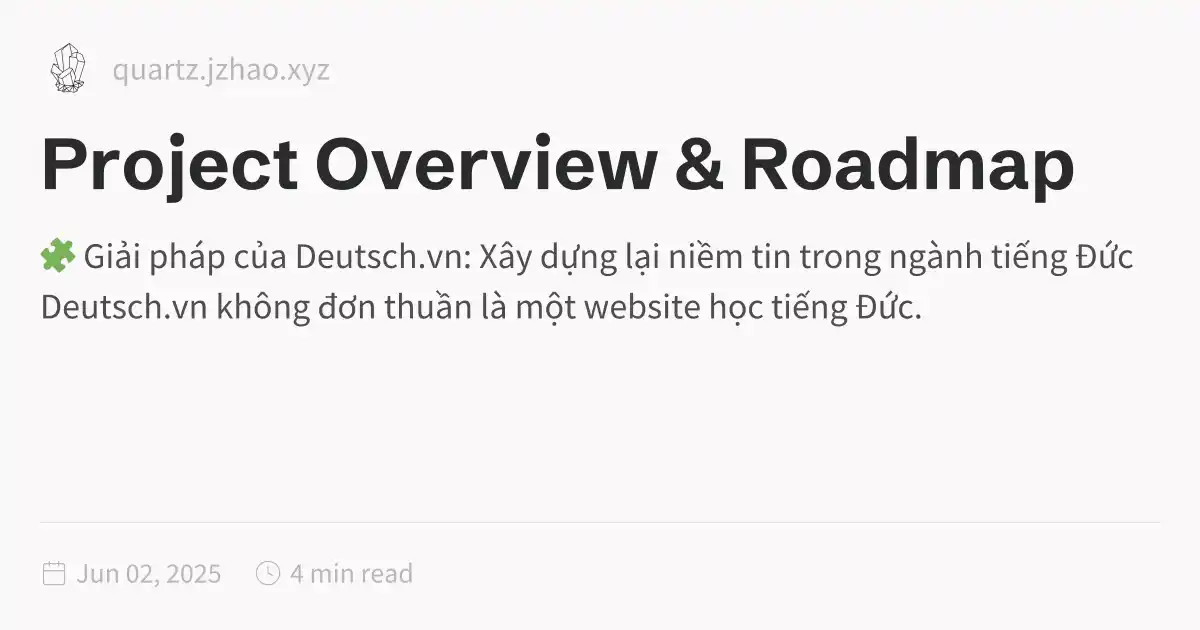 quartz.jzhao.xyz
Project Overview & Roadmap
🧩 Giải pháp của Deutsch.vn: Xây dựng lại niềm tin trong ngành tiếng Đức
Deutsch.vn không đơn thuần là một website học tiếng Đức.
Jun 02, 2025 4 min read